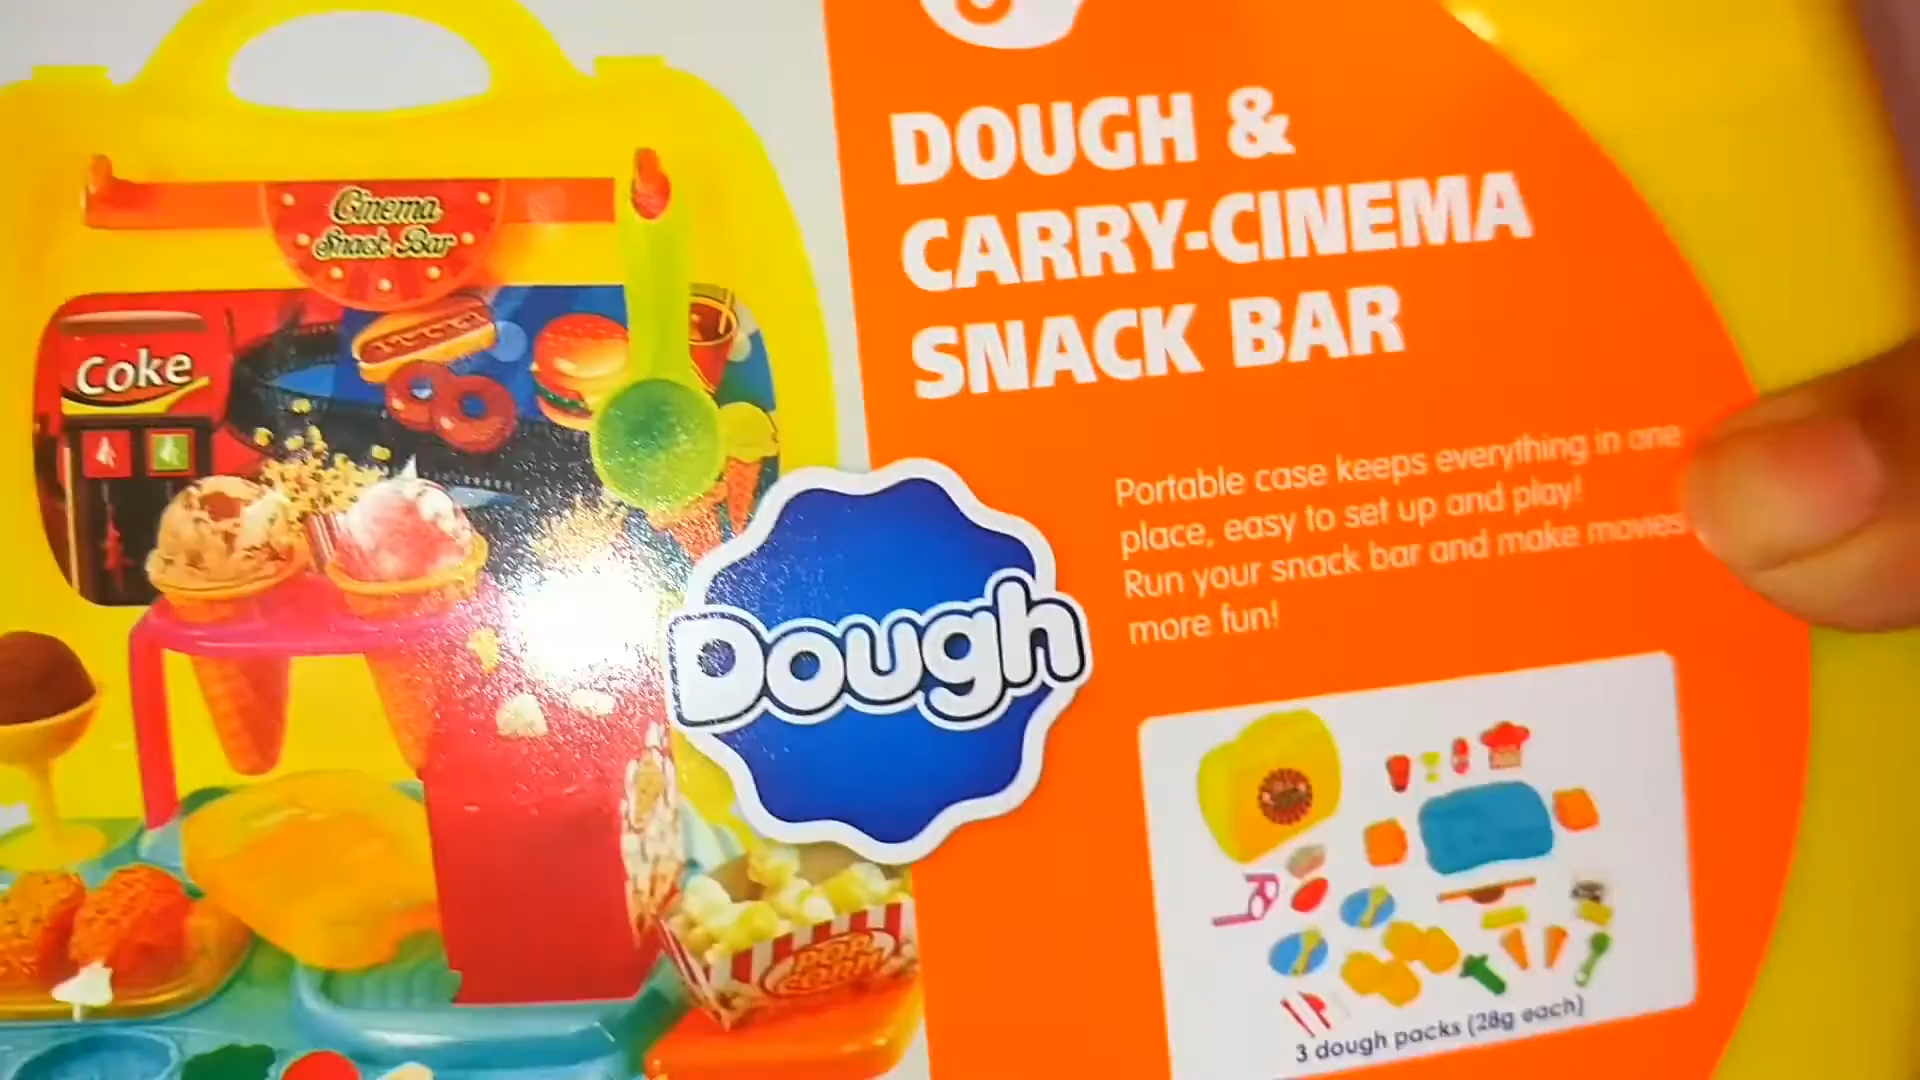 DOUGH &
CARRY-CINEMA
SNACK BAR
Cinema
Snack Bar
Coke
Portable case keeps everything in one
place, easy to set up and play!
Run your snack bar and make movies
more fun!
Dough
POP
CORN
3 dough packs (28g each)